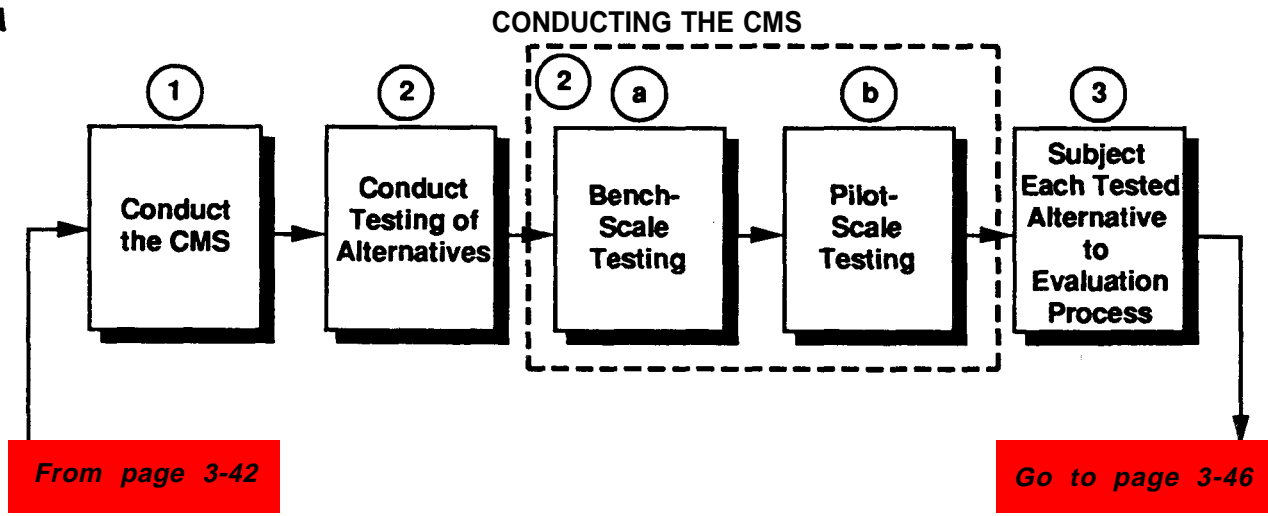 CONDUCTING THE CMS
1
Conduct
the CMS
2
Conduct
Testing of
Alternatives
2
a
Bench-
Scale
Testing
b
Pilot-
Scale
Testing
3
Subject
Each Tested
Alternative
to
Evaluation
Process
From page 3-42
Go to page 3-46